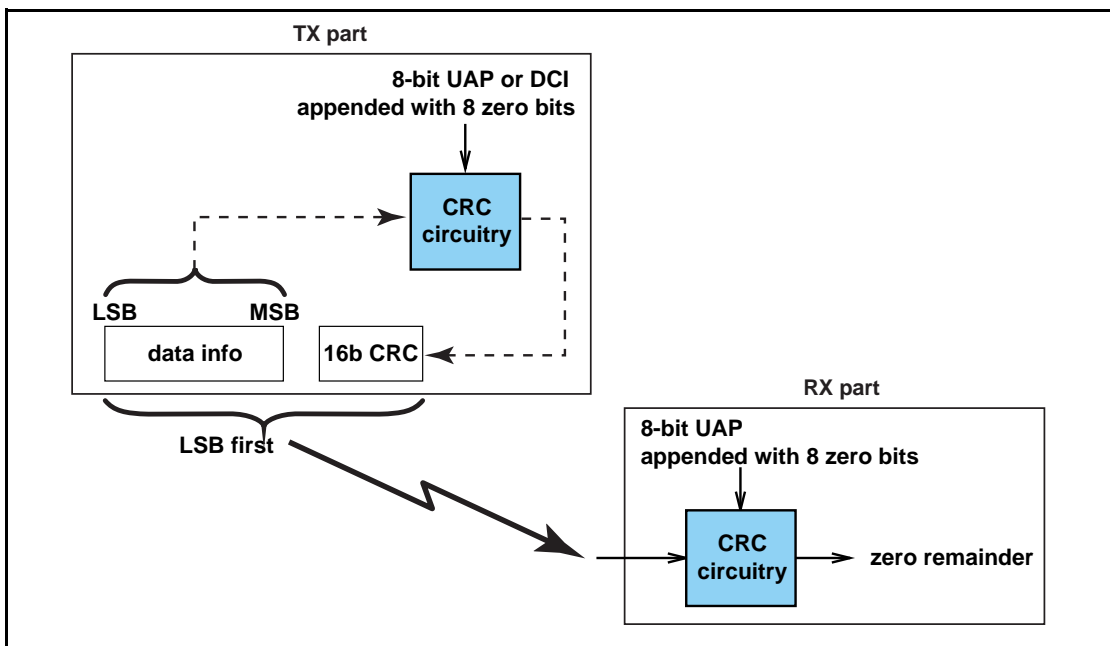 TX part
8-bit UAP or DCI
appended with 8 zero bits
CRC
circuitry
LSB MSB
data info 16b CRC
LSB first
RX part
8-bit UAP
appended with 8 zero bits
CRC
circuitry
zero remainder